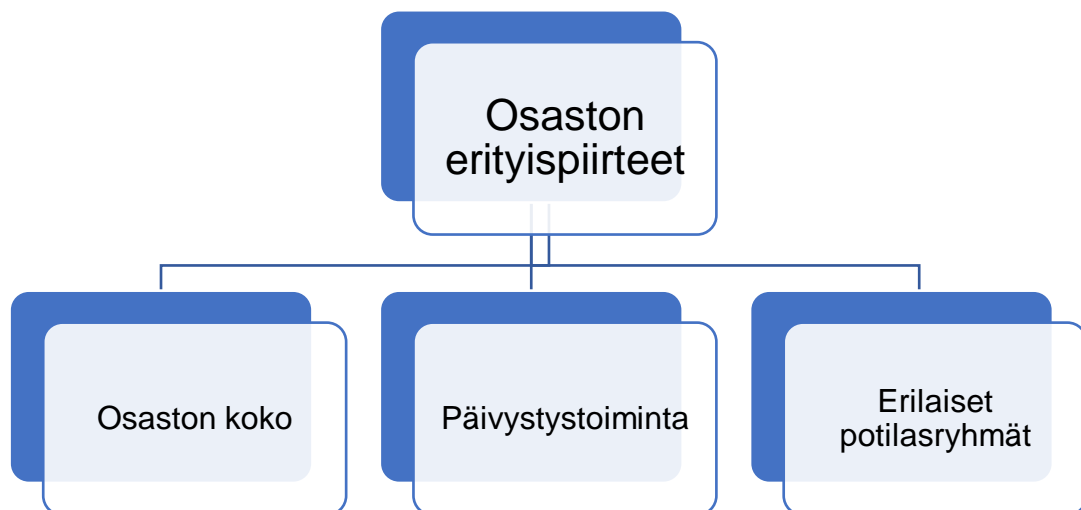 Osaston
erityispiirteet
Osaston koko
Päivystystoiminta
Erilaiset
potilasryhmät